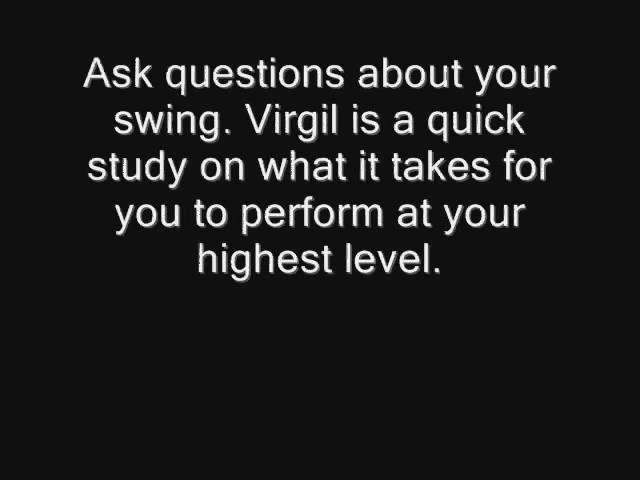 Ask questions about your
swing. Virgil is a quick
study on what it takes for
you to perform at your
highest level.